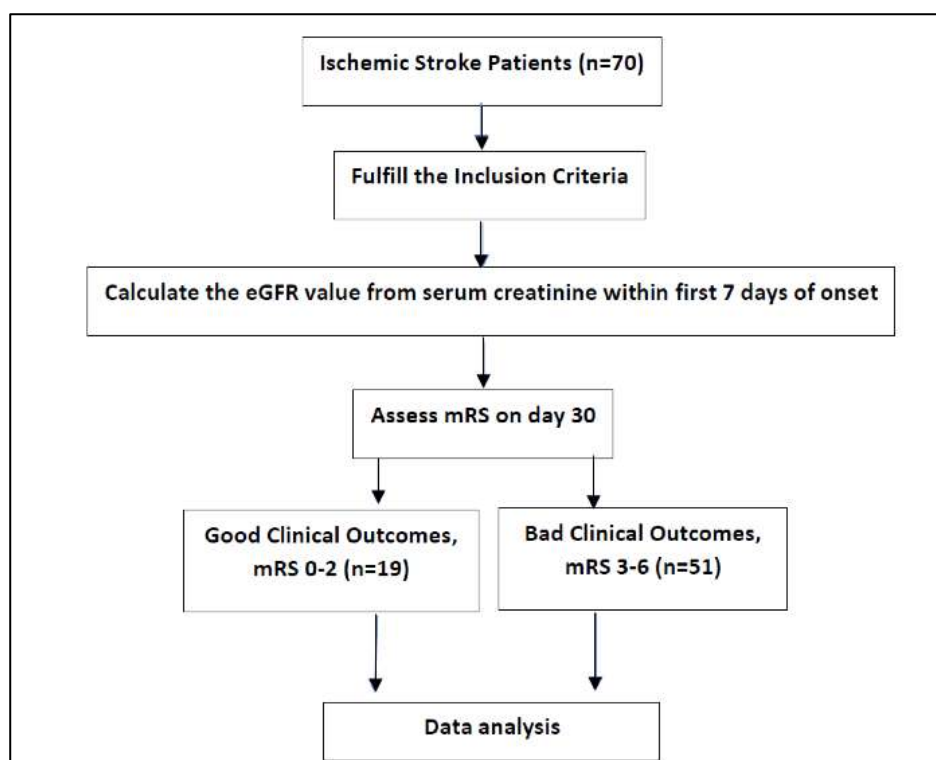 Ischemic Stroke Patients (n=70)
Fulfill the Inclusion Criteria
Calculate the eGFR value from serum creatinine within first 7 days of onset
Assess mRS on day 30
Good Clinical Outcomes,
mRS 0-2 (n=19)
Bad Clinical Outcomes,
mRS 3-6 (n=51)
Data analysis